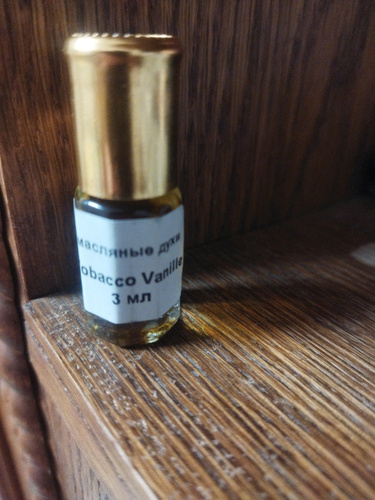 масляные духи
obacco Vanille
3 мл